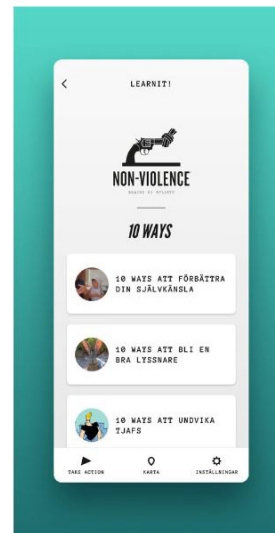 LEARNIT!
NON-VIOLENCE
10 WAYS
10 WAYS ATT FÖRBÄTTRA
DIN SJÄLVKÄNSLA
10 WAYS ATT BLI EN
BRA LYSSNARE
10 WAYS ATT UNDVIKA
TJAFS
TAKE ACTION
KARTA
INSTÄLLNINGAR